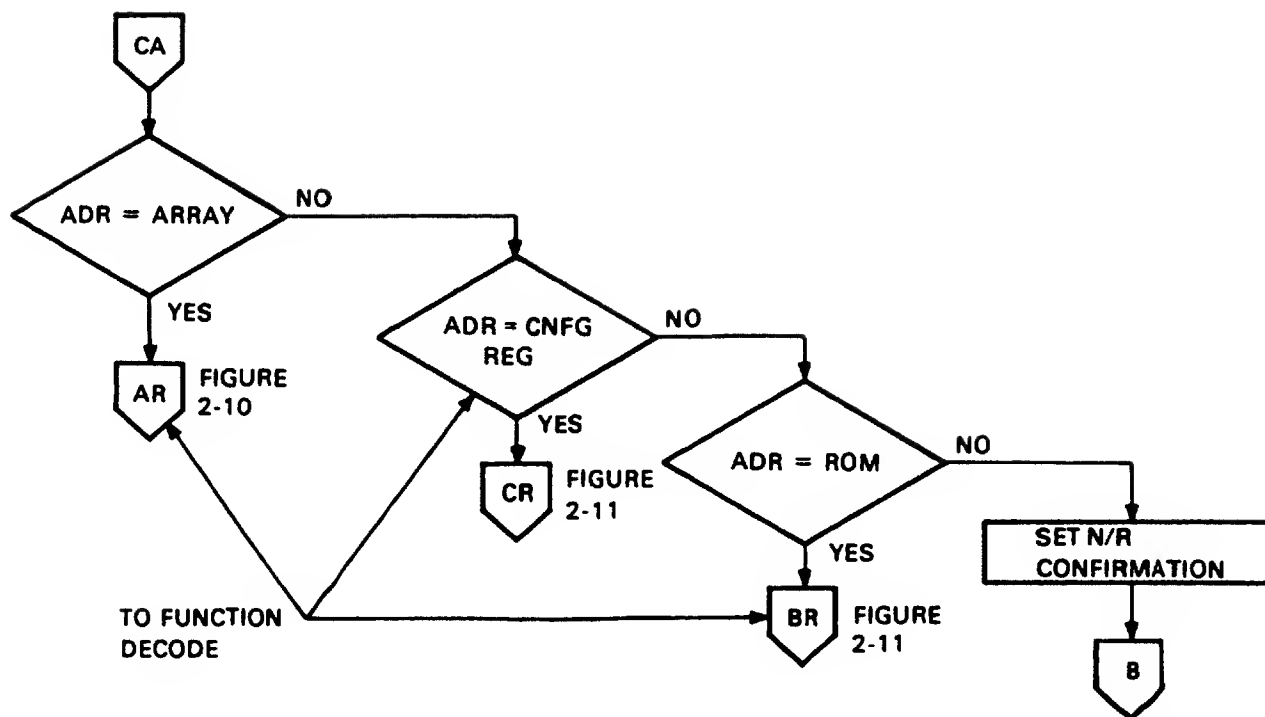 CA
ADR = ARRAY
NO
YES
AR
FIGURE
2-10
ADR = CNFG
REG
NO
YES
CR
FIGURE
2-11
ADR = ROM
NO
YES
BR
FIGURE
2-11
SET N/R
CONFIRMATION
B
TO FUNCTION
DECODE